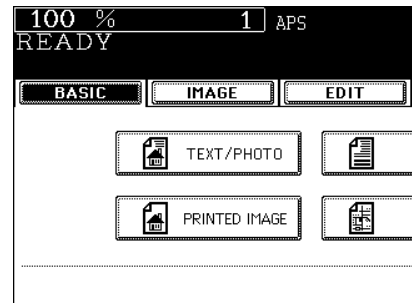 100 % 1 APS
READY
BASIC IMAGE EDIT
TEXT/PHOTO
PRINTED IMAGE